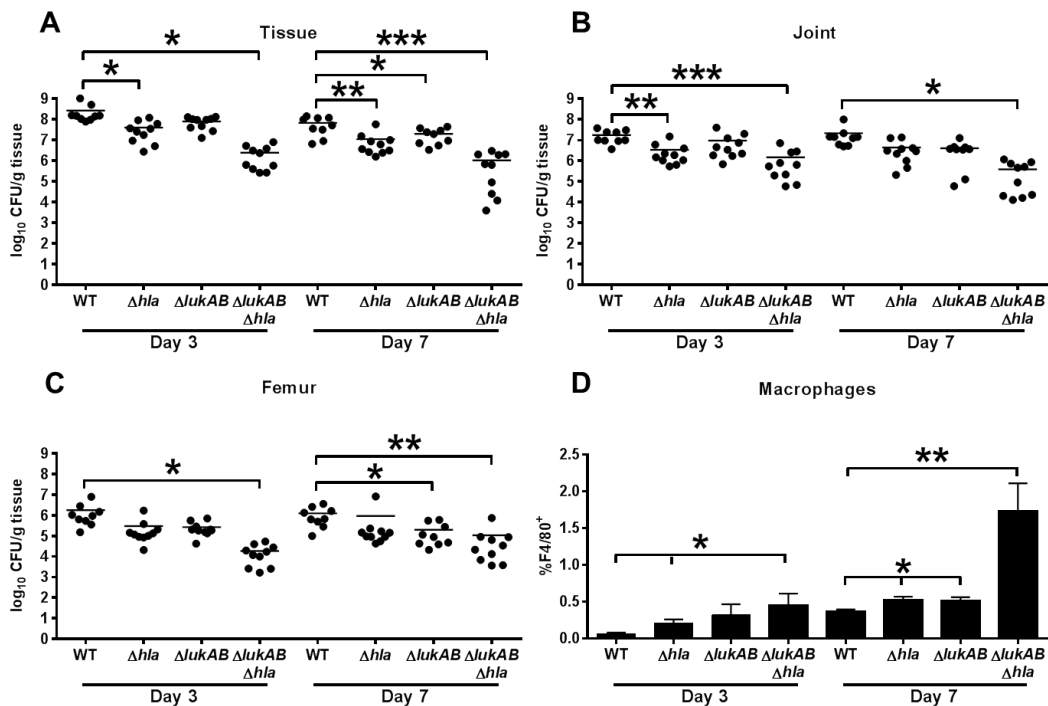 A
Tissue
* *** * * **
log10 CFU/g tissue
9
8
7
6
5
4
3
2
1
0
WT Δhla ΔlukAB ΔlukAB Δhla WT Δhla ΔlukAB ΔlukAB Δhla
Day 3 Day 7
B
Joint
*** * **
log10 CFU/g tissue
9
8
7
6
5
4
3
2
1
0
WT Δhla ΔlukAB ΔlukAB Δhla WT Δhla ΔlukAB ΔlukAB Δhla
Day 3 Day 7
C
Femur
** * *
log10 CFU/g tissue
9
8
7
6
5
4
3
2
1
0
WT Δhla ΔlukAB ΔlukAB Δhla WT Δhla ΔlukAB ΔlukAB Δhla
Day 3 Day 7
D
Macrophages
** * *
%F4/80+
2.5
2.0
1.5
1.0
0.5
0.0
WT Δhla ΔlukAB ΔlukAB Δhla WT Δhla ΔlukAB ΔlukAB Δhla
Day 3 Day 7